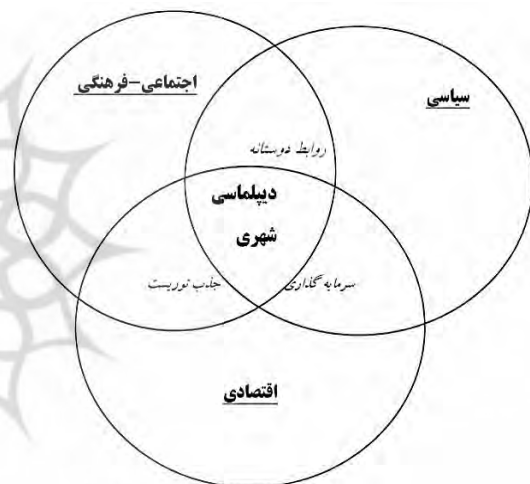 اجتماعی-فرهنگی
سیاسی
روابط دوستانه
دیپلماسی
شهری
جذب توریست
سرمایه گذاری
اقتصادی